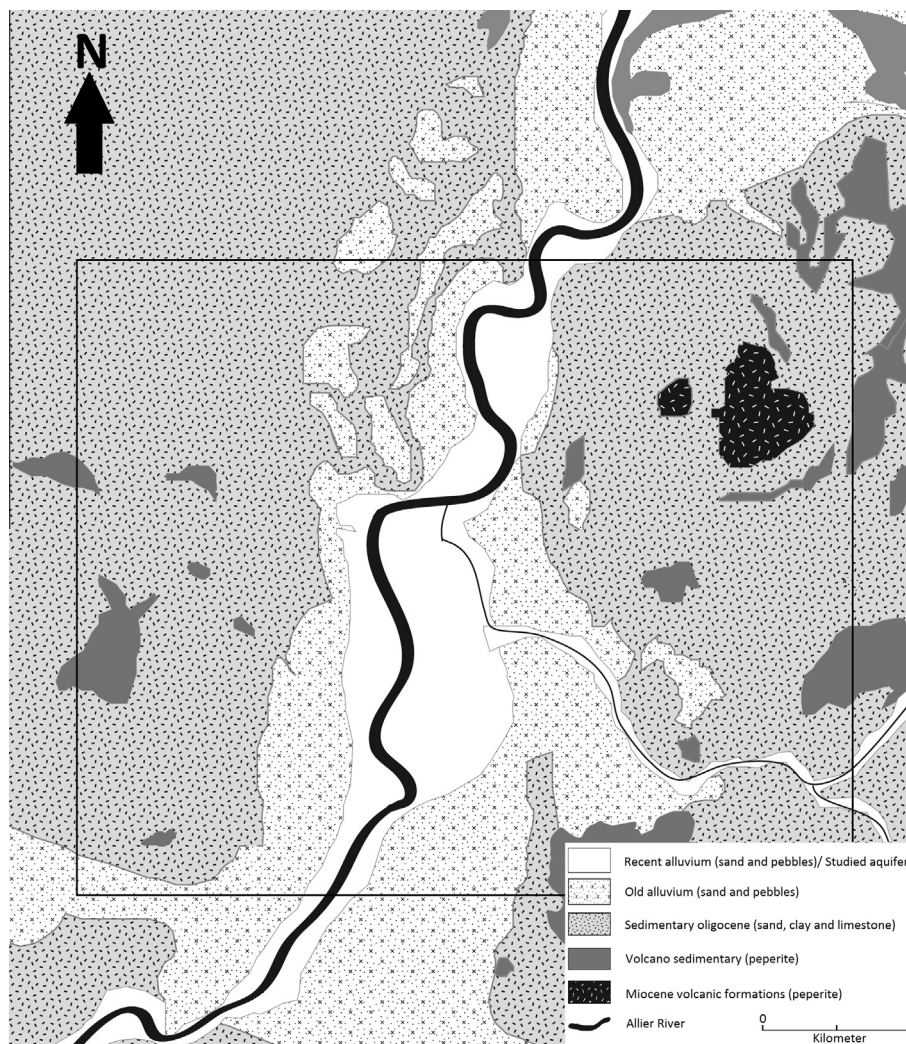 N
Recent alluvium (sand and pebbles)/ Studied aquifer
Old alluvium (sand and pebbles)
Sedimentary oligocene (sand, clay and limestone)
Volcano sedimentary (peperite)
Miocene volcanic formations (peperite)
Allier River
0
Kilometer